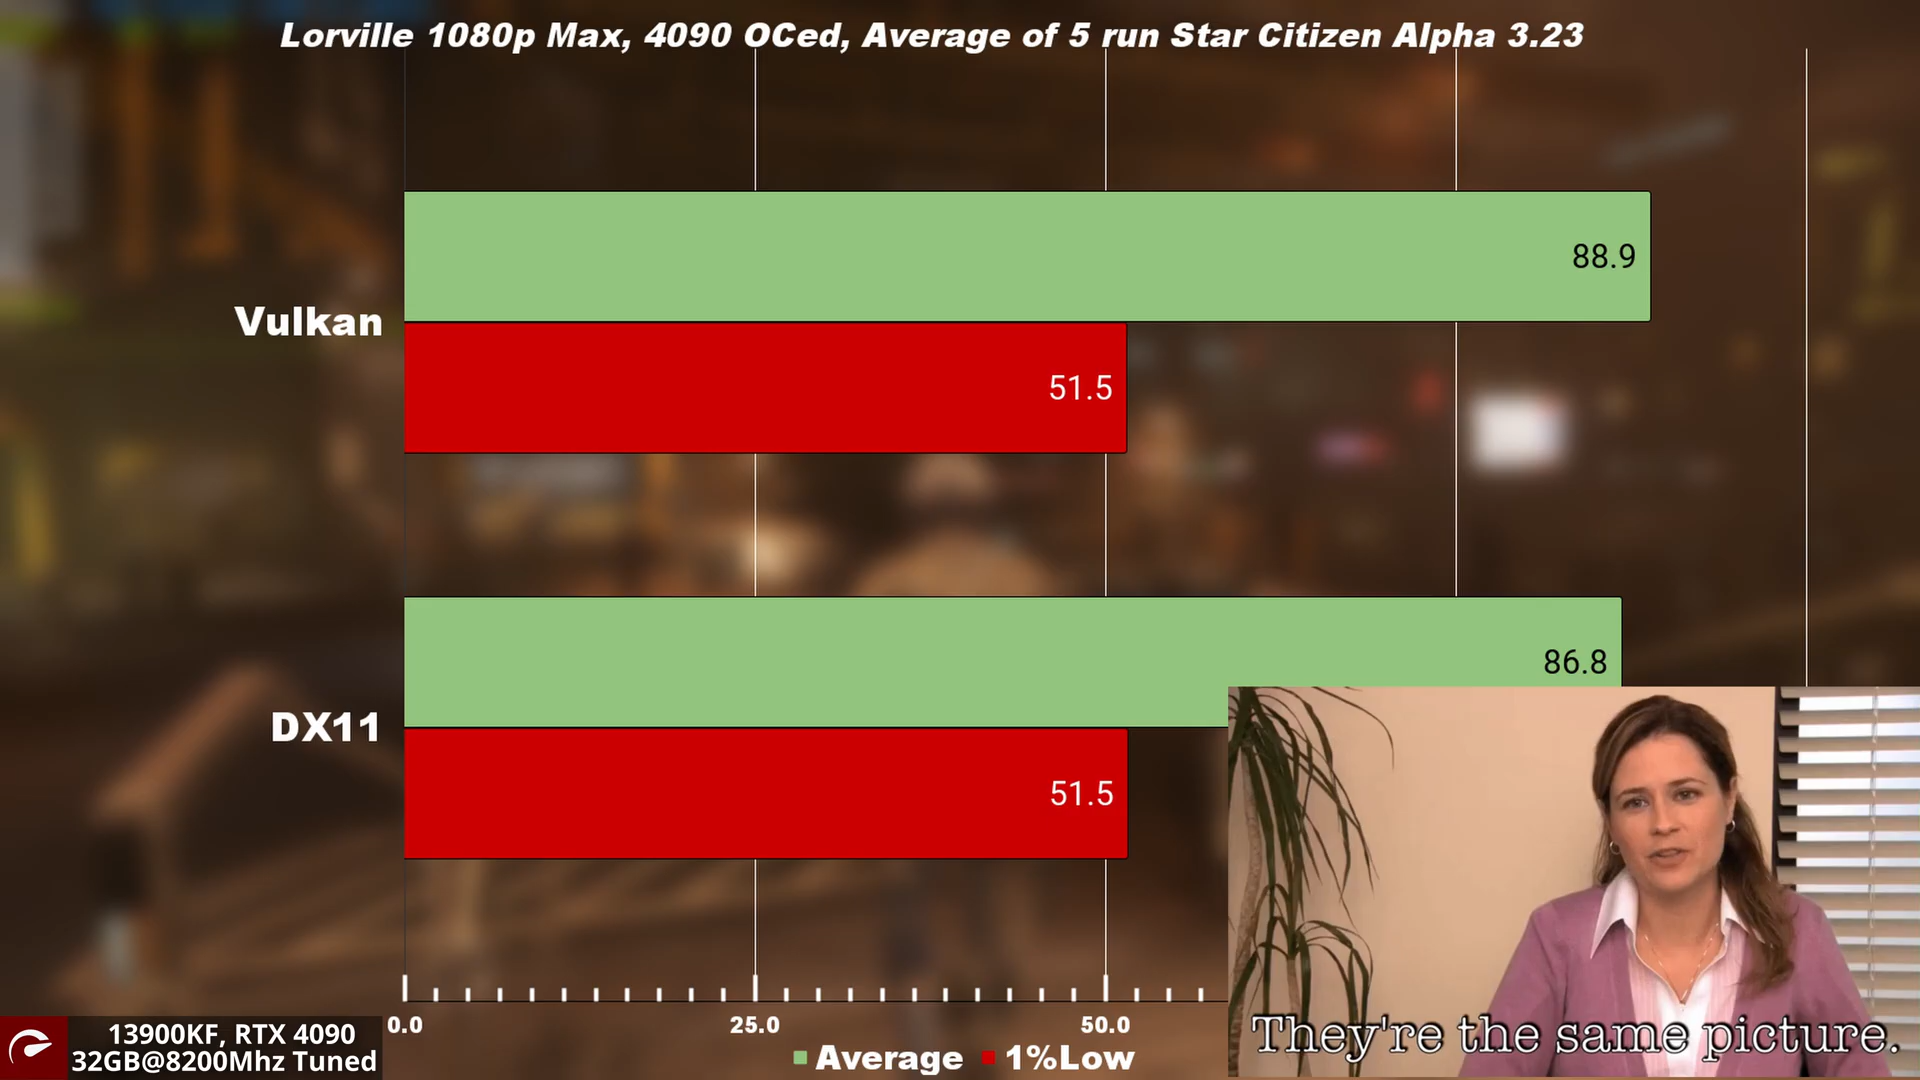 Lorville 1080p Max, 4090 OCed, Average of 5 run Star Citizen Alpha 3.23
88.9
Vulkan
51.5
86.8
DX11
51.5
0.0
25.0
50.0
Average
1%Low
13900KF, RTX 4090
32GB@8200Mhz Tuned
They're the same picture.